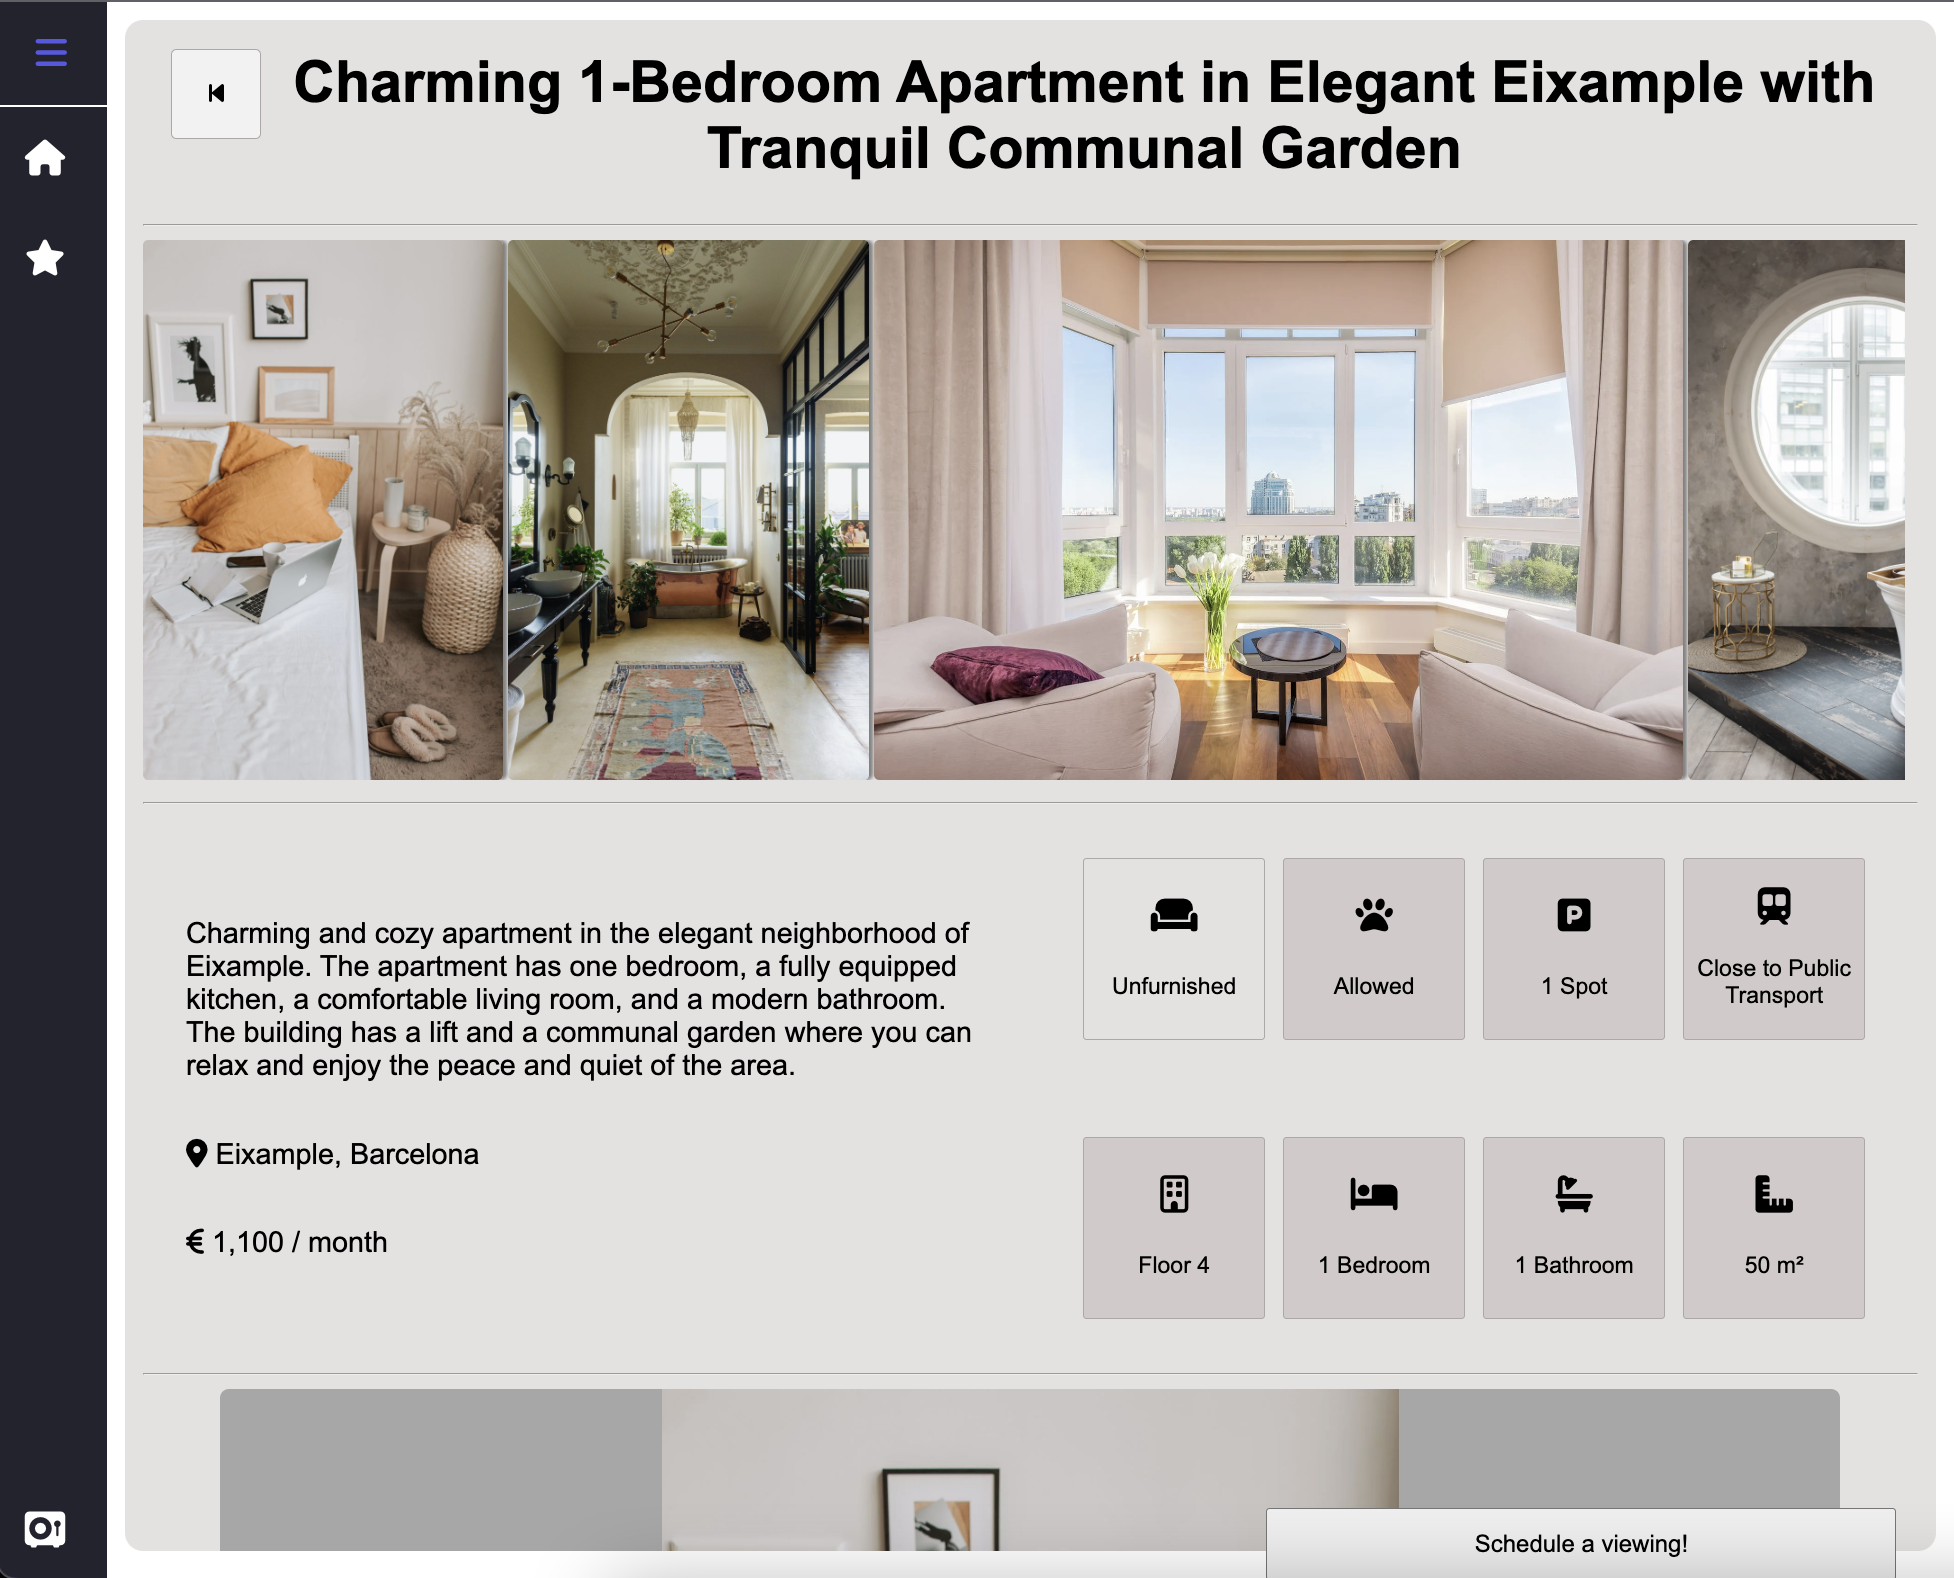 Charming 1-Bedroom Apartment in Elegant Eixample with
Tranquil Communal Garden
Charming and cozy apartment in the elegant neighborhood of
Eixample. The apartment has one bedroom, a fully equipped
kitchen, a comfortable living room, and a modern bathroom.
The building has a lift and a communal garden where you can
relax and enjoy the peace and quiet of the area.
Eixample, Barcelona
€ 1,100 / month
Unfurnished
Allowed
P
1 Spot
Close to Public
Transport
Floor 4
1 Bedroom
1 Bathroom
50 m²
Schedule a viewing!